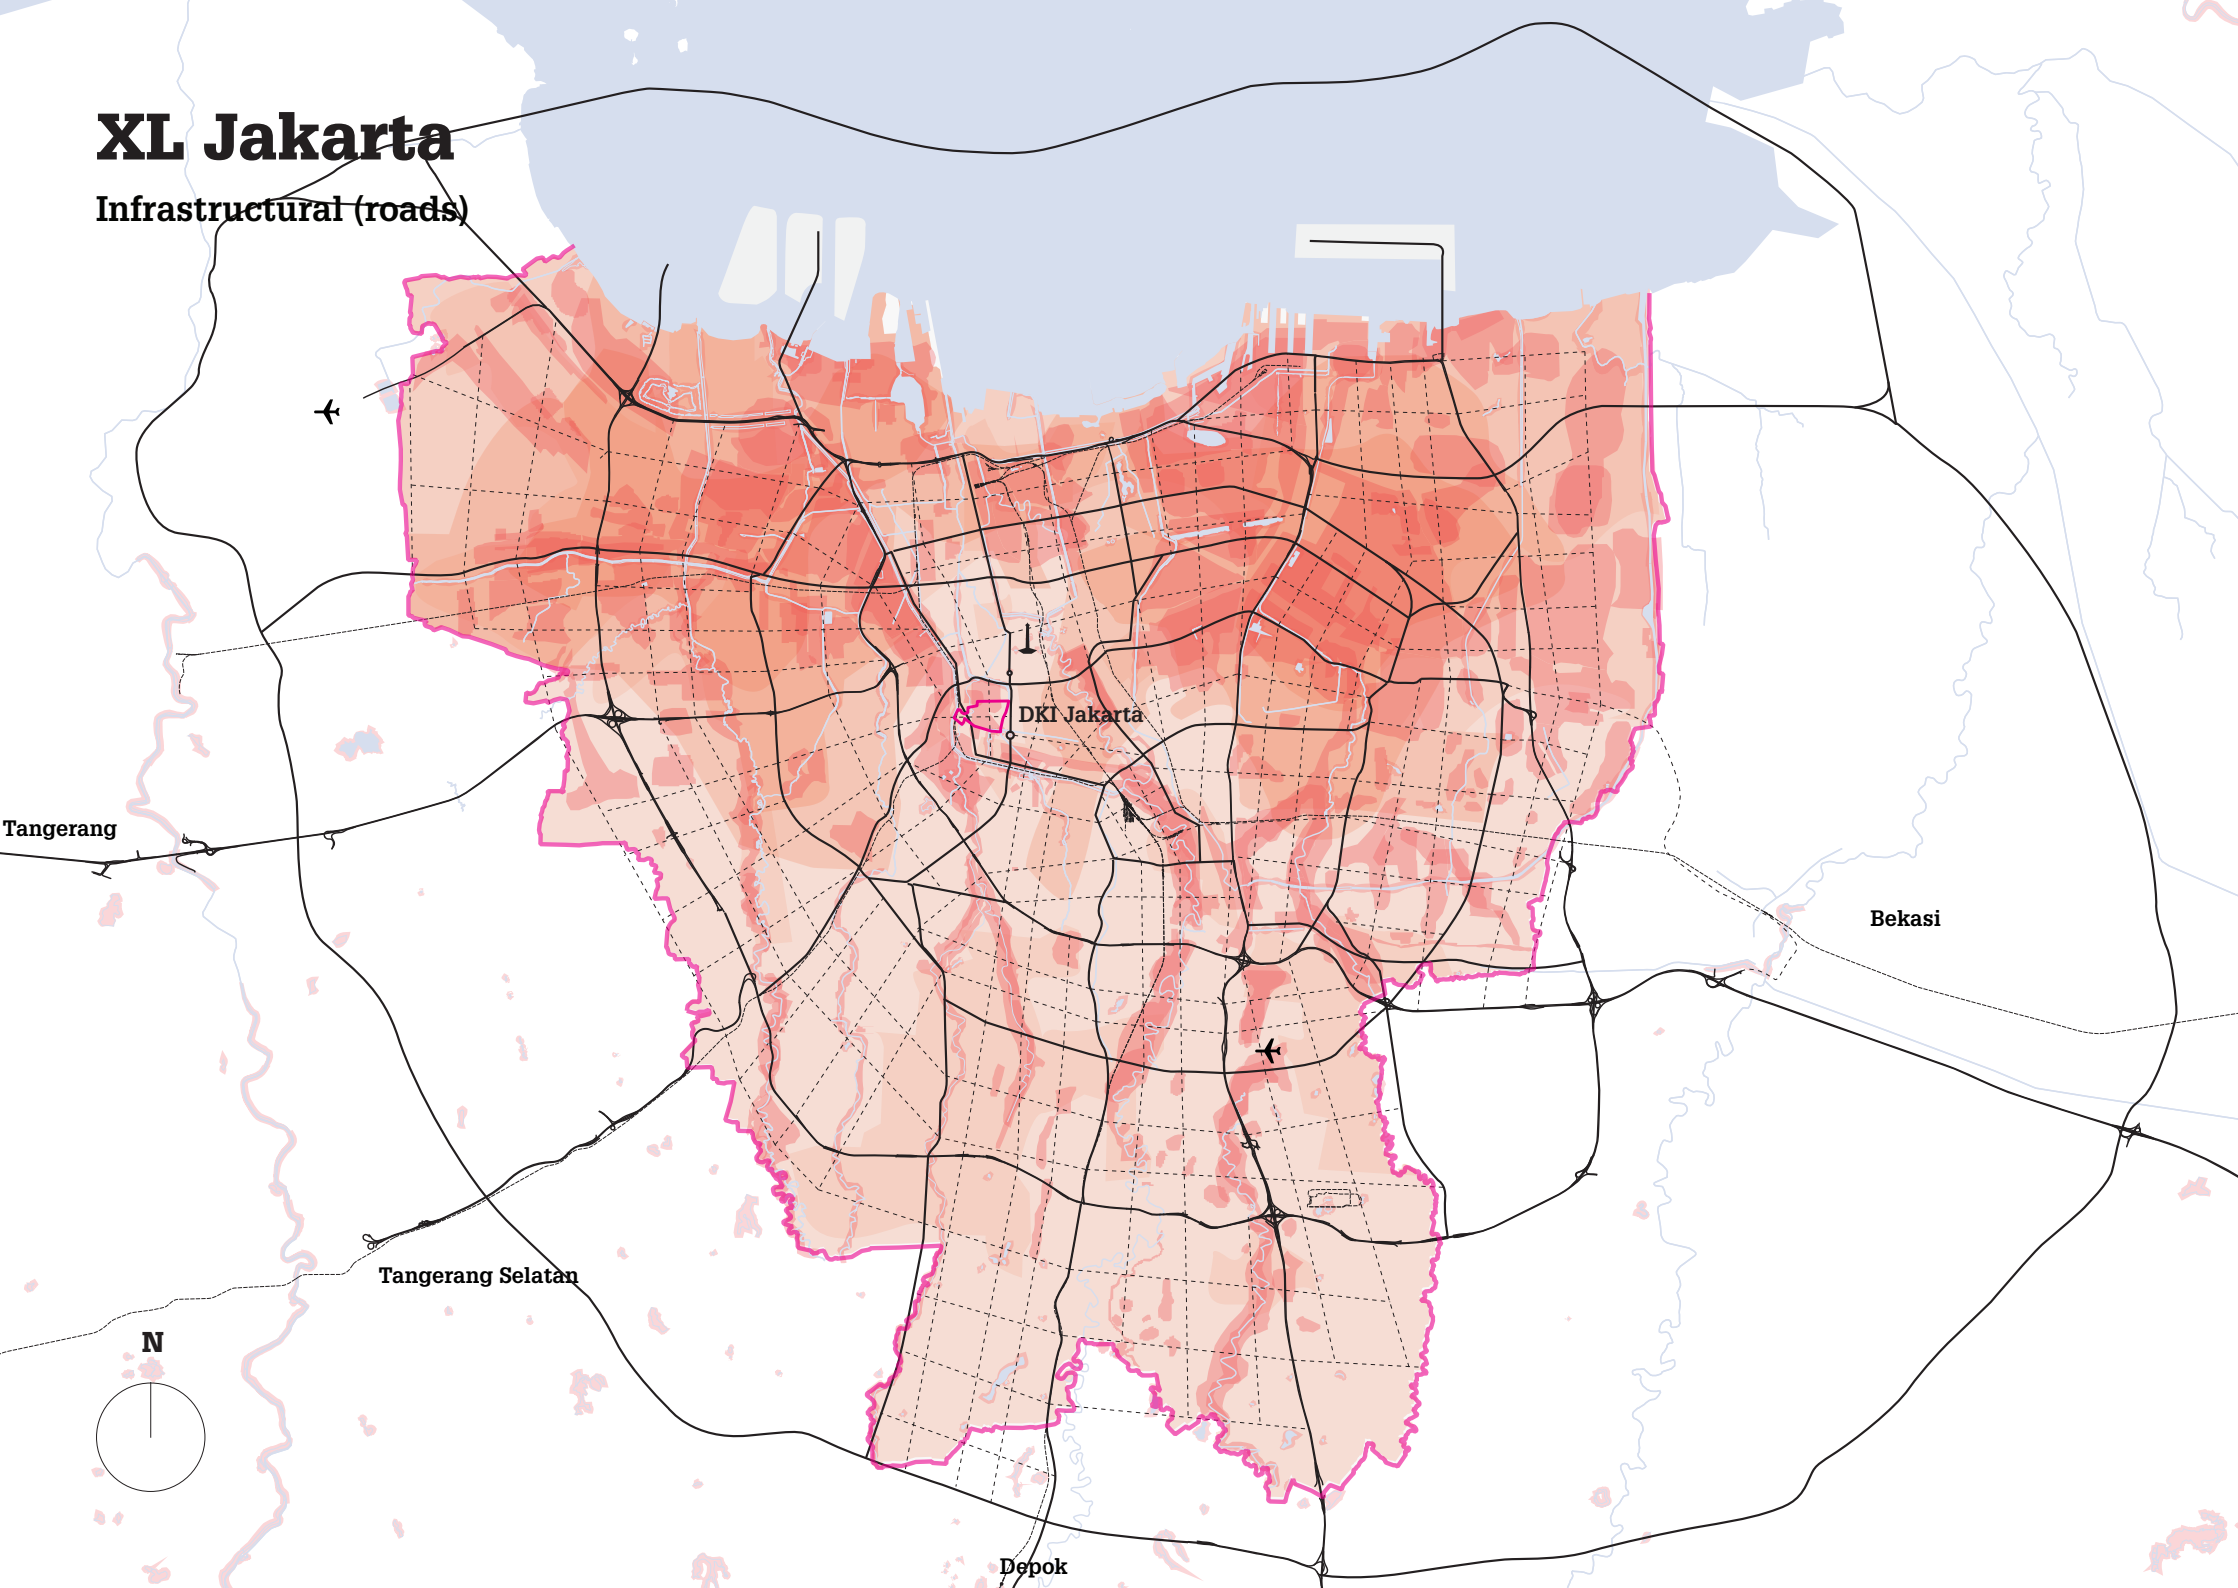 XL Jakarta
Infrastructural (roads)
DKI Jakarta
Tangerang
Bekasi
Tangerang Selatan
N
Depok